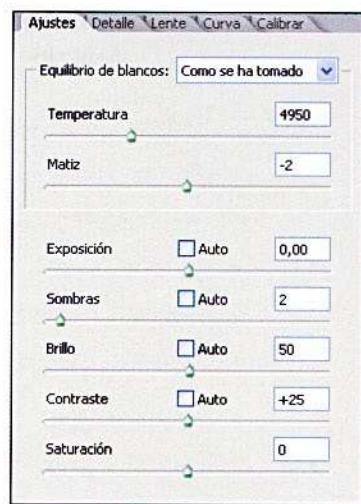 Ajustes Detalle Lente Curva Calibrar
Equilibrio de blancos: Como se ha tomado
Temperatura 4950
Matiz -2
Exposición Auto 0,00
Sombras Auto 2
Brillo Auto 50
Contraste Auto +25
Saturación 0